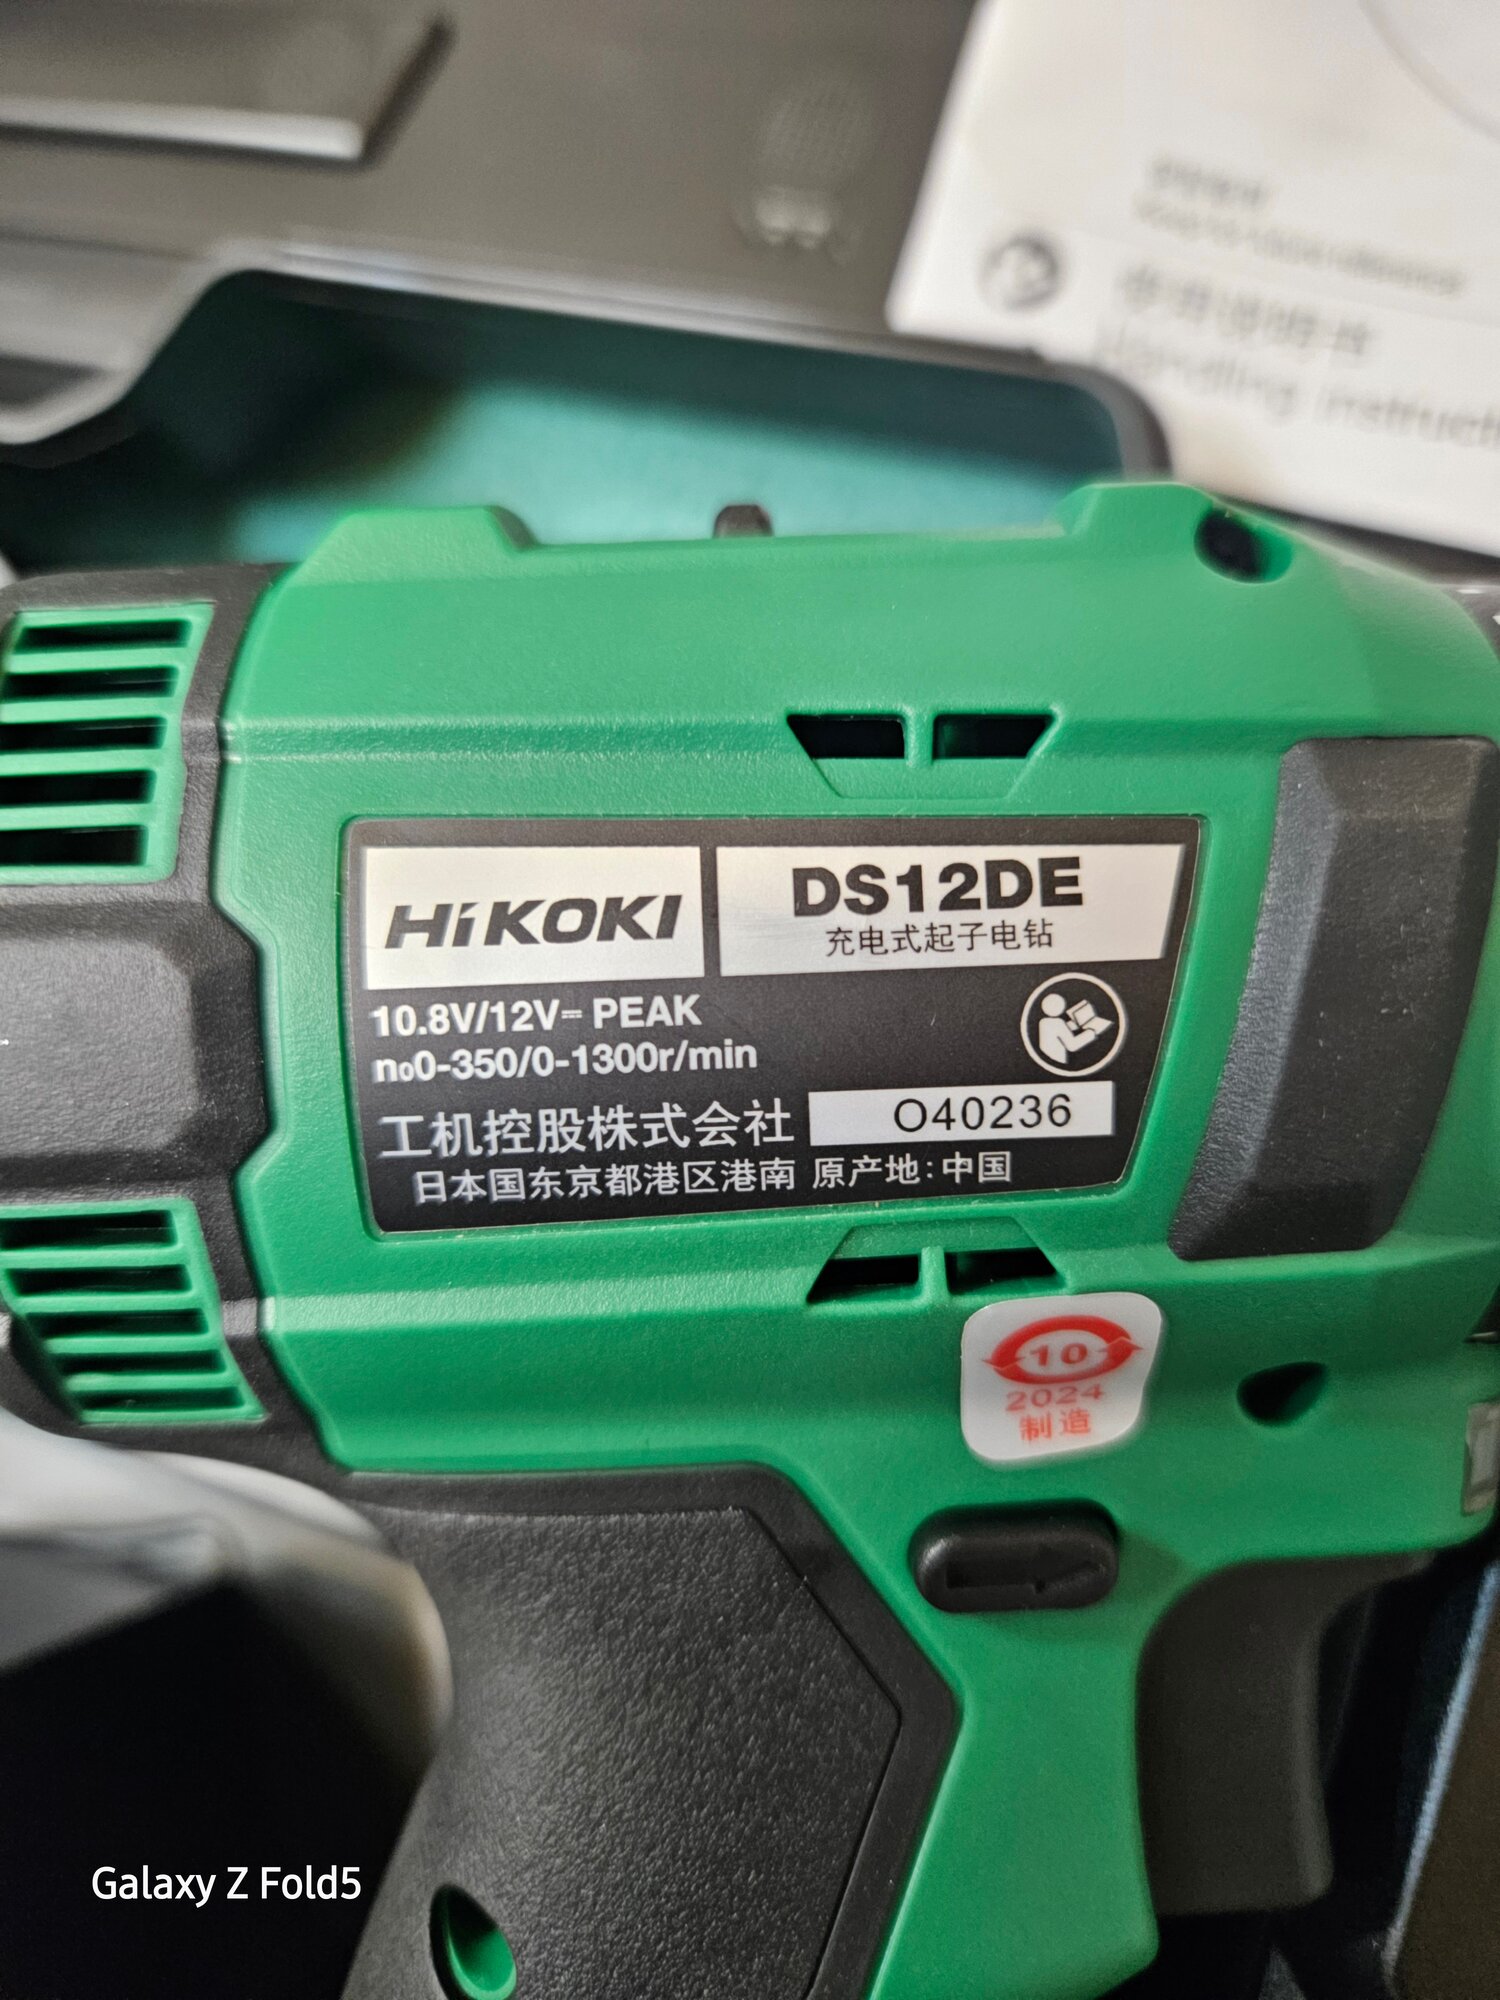 HiKOKI
DS12DE
充电式起子电钻
10.8V/12V⎓ PEAK
n₀0-350/0-1300r/min
工机控股株式会社
O40236
日本国东京都港区港南 原产地:中国
10
2024
制造
Handling instruct
Galaxy Z Fold5